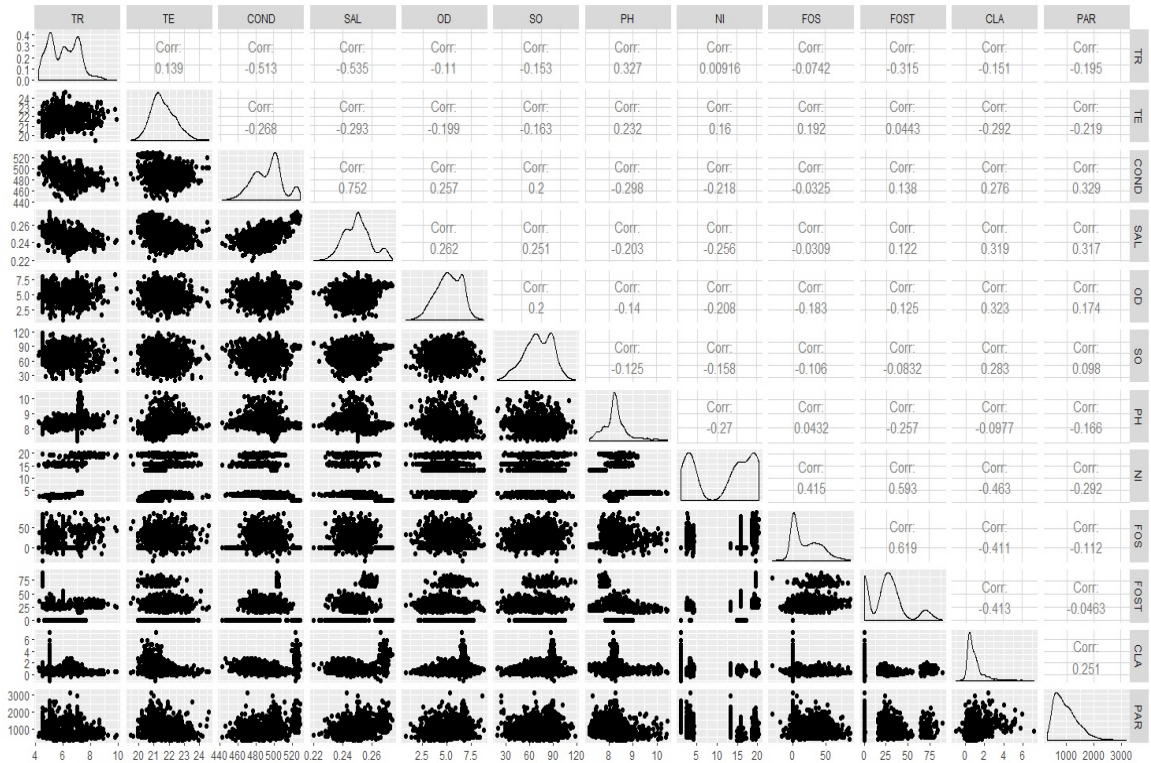 TR TE COND SAL OD SO PH NI FOS FOST CLA PAR
0.4
0.3
0.2
0.1
0.0
Corr: Corr: Corr: Corr: Corr: Corr: Corr: Corr: Corr: Corr: Corr:
0.139 -0.513 -0.535 -0.11 -0.153 0.327 0.00916 -0.0742 -0.315 -0.151 -0.195
TR
24
23
22
21
20
Corr: Corr: Corr: Corr: Corr: Corr: Corr: Corr: Corr: Corr:
-0.268 -0.293 -0.199 -0.163 0.232 0.16 0.192 0.0443 -0.292 -0.219
TE
520
500
480
460
440
Corr: Corr: Corr: Corr: Corr: Corr: Corr: Corr: Corr:
0.752 0.257 0.2 -0.298 -0.218 -0.0325 0.138 0.276 0.329
COND
0.26
0.24
0.22
Corr: Corr: Corr: Corr: Corr: Corr: Corr: Corr:
0.262 0.251 -0.203 -0.256 -0.0309 0.122 0.319 0.317
SAL
7.5
5.0
2.5
Corr: Corr: Corr: Corr: Corr: Corr: Corr:
0.2 -0.14 -0.208 -0.183 -0.125 0.323 0.174
OD
120
90
60
30
Corr: Corr: Corr: Corr: Corr: Corr:
-0.125 -0.158 -0.106 -0.0832 0.283 0.098
SO
10
9
8
Corr: Corr: Corr: Corr: Corr:
-0.27 0.0432 -0.257 -0.0977 -0.166
PH
20
15
10
5
Corr: Corr: Corr: Corr:
0.415 0.593 -0.463 -0.292
NI
50
0
Corr: Corr: Corr:
0.619 -0.411 -0.112
FOS
75
50
25
0
Corr: Corr:
-0.413 -0.0463
FOST
6
4
2
0
Corr:
0.251
CLA
3000
2000
1000
PAR
4 6 8 10 20 21 22 23 24 440 460 480 500 520 0.22 0.24 0.26 2.5 5.0 7.5 30 60 90 120 8 9 10 5 10 15 20 0 50 0 25 50 75 0 2 4 6 1000 2000 3000